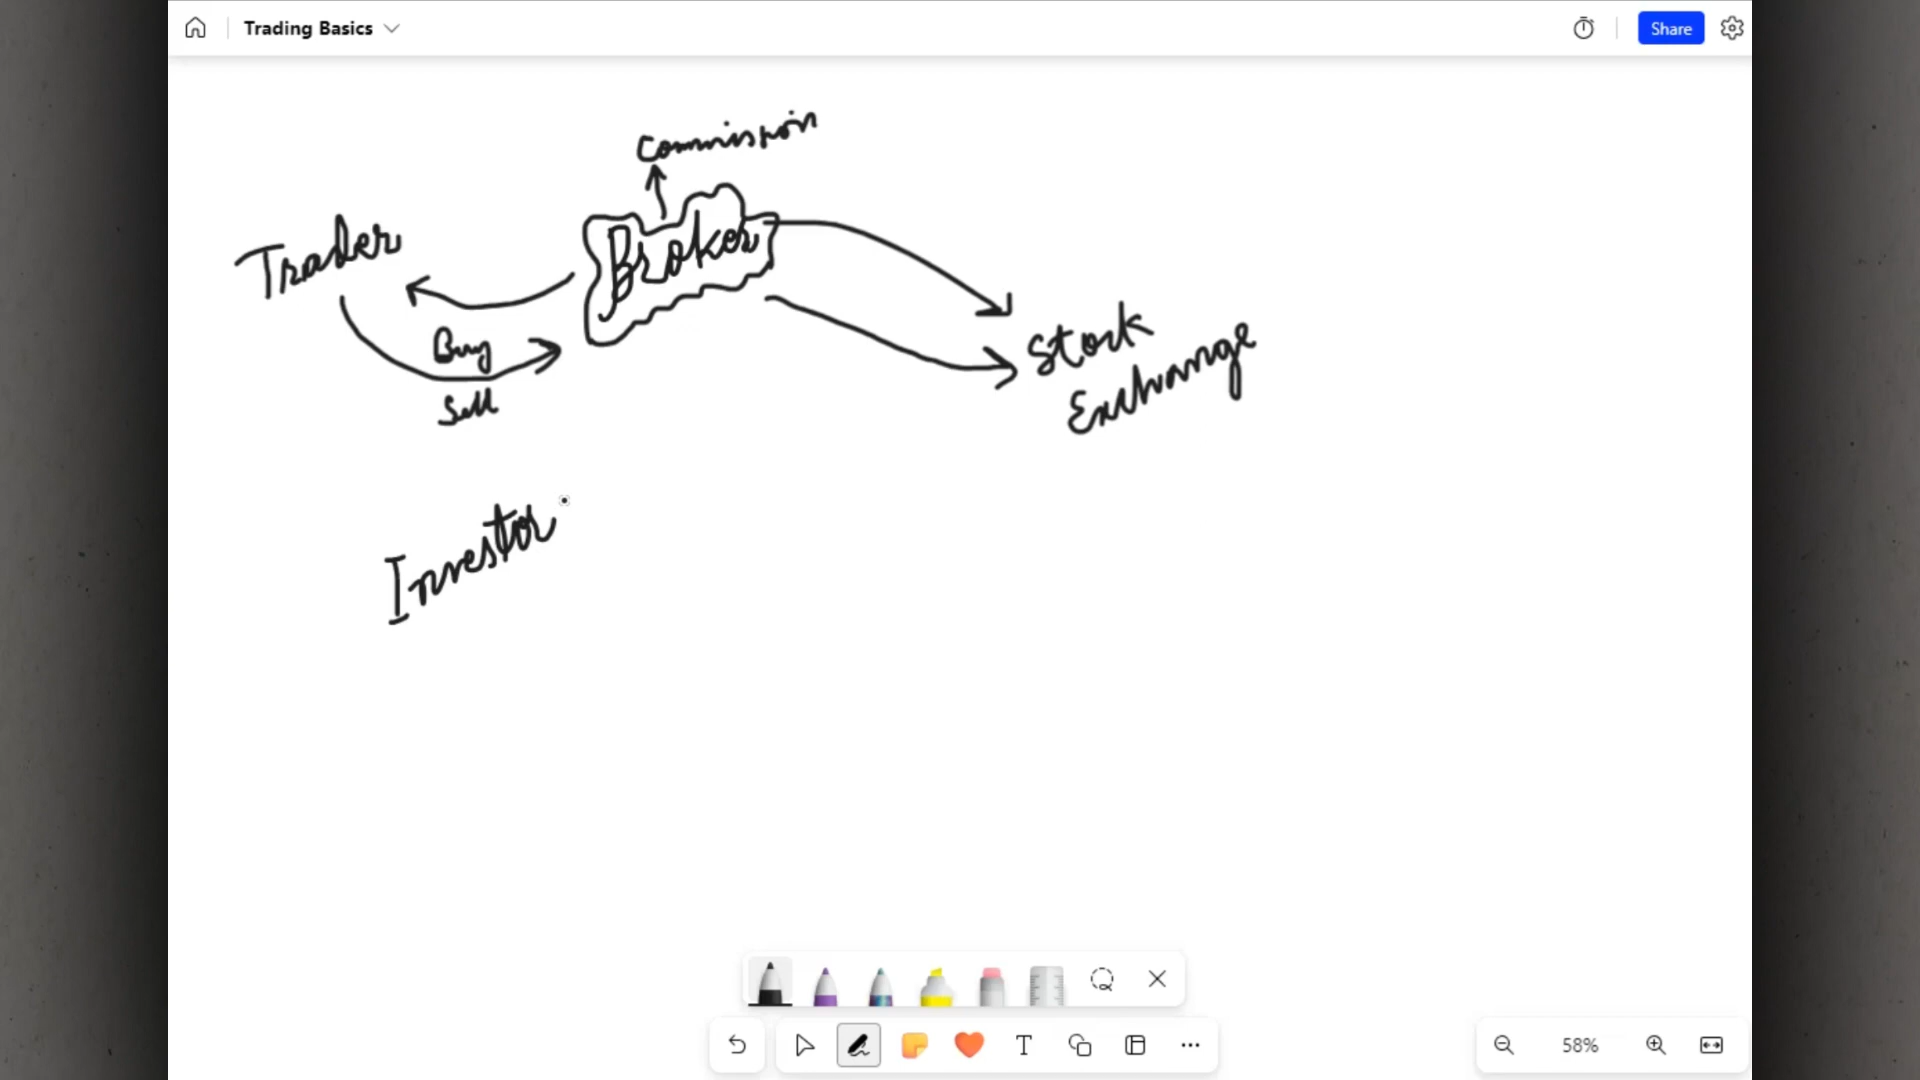 Trading Basics
Share
Commission
Trader
Broker
Buy
Sell
Stock
Exchange
Investor
58%